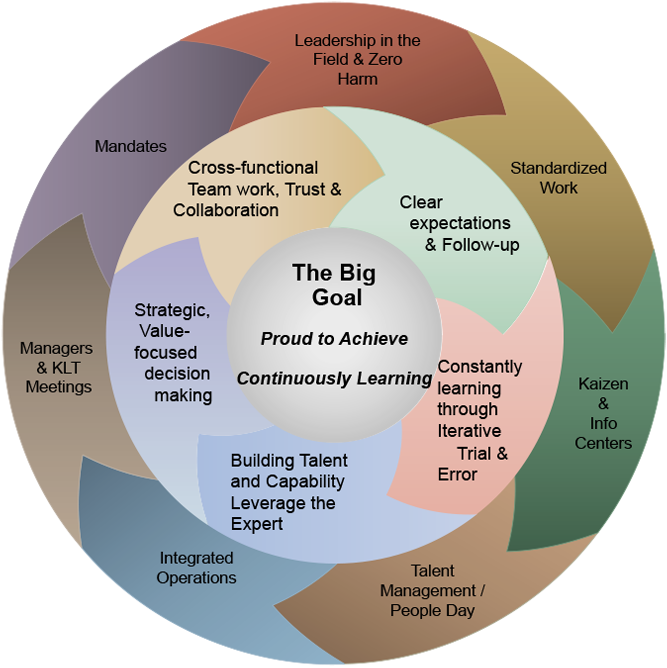 Leadership in the
Field & Zero
Harm
Mandates
Standardized
Work
Cross-functional
Team work, Trust &
Collaboration
Clear
expectations
& Follow-up
The Big
Goal
Proud to Achieve
Continuously Learning
Strategic,
Value-
focused
decision
making
Managers
& KLT
Meetings
Constantly
learning
through
Iterative
Trial &
Error
Kaizen
&
Info
Centers
Building Talent
and Capability
Leverage the
Expert
Integrated
Operations
Talent
Management /
People Day